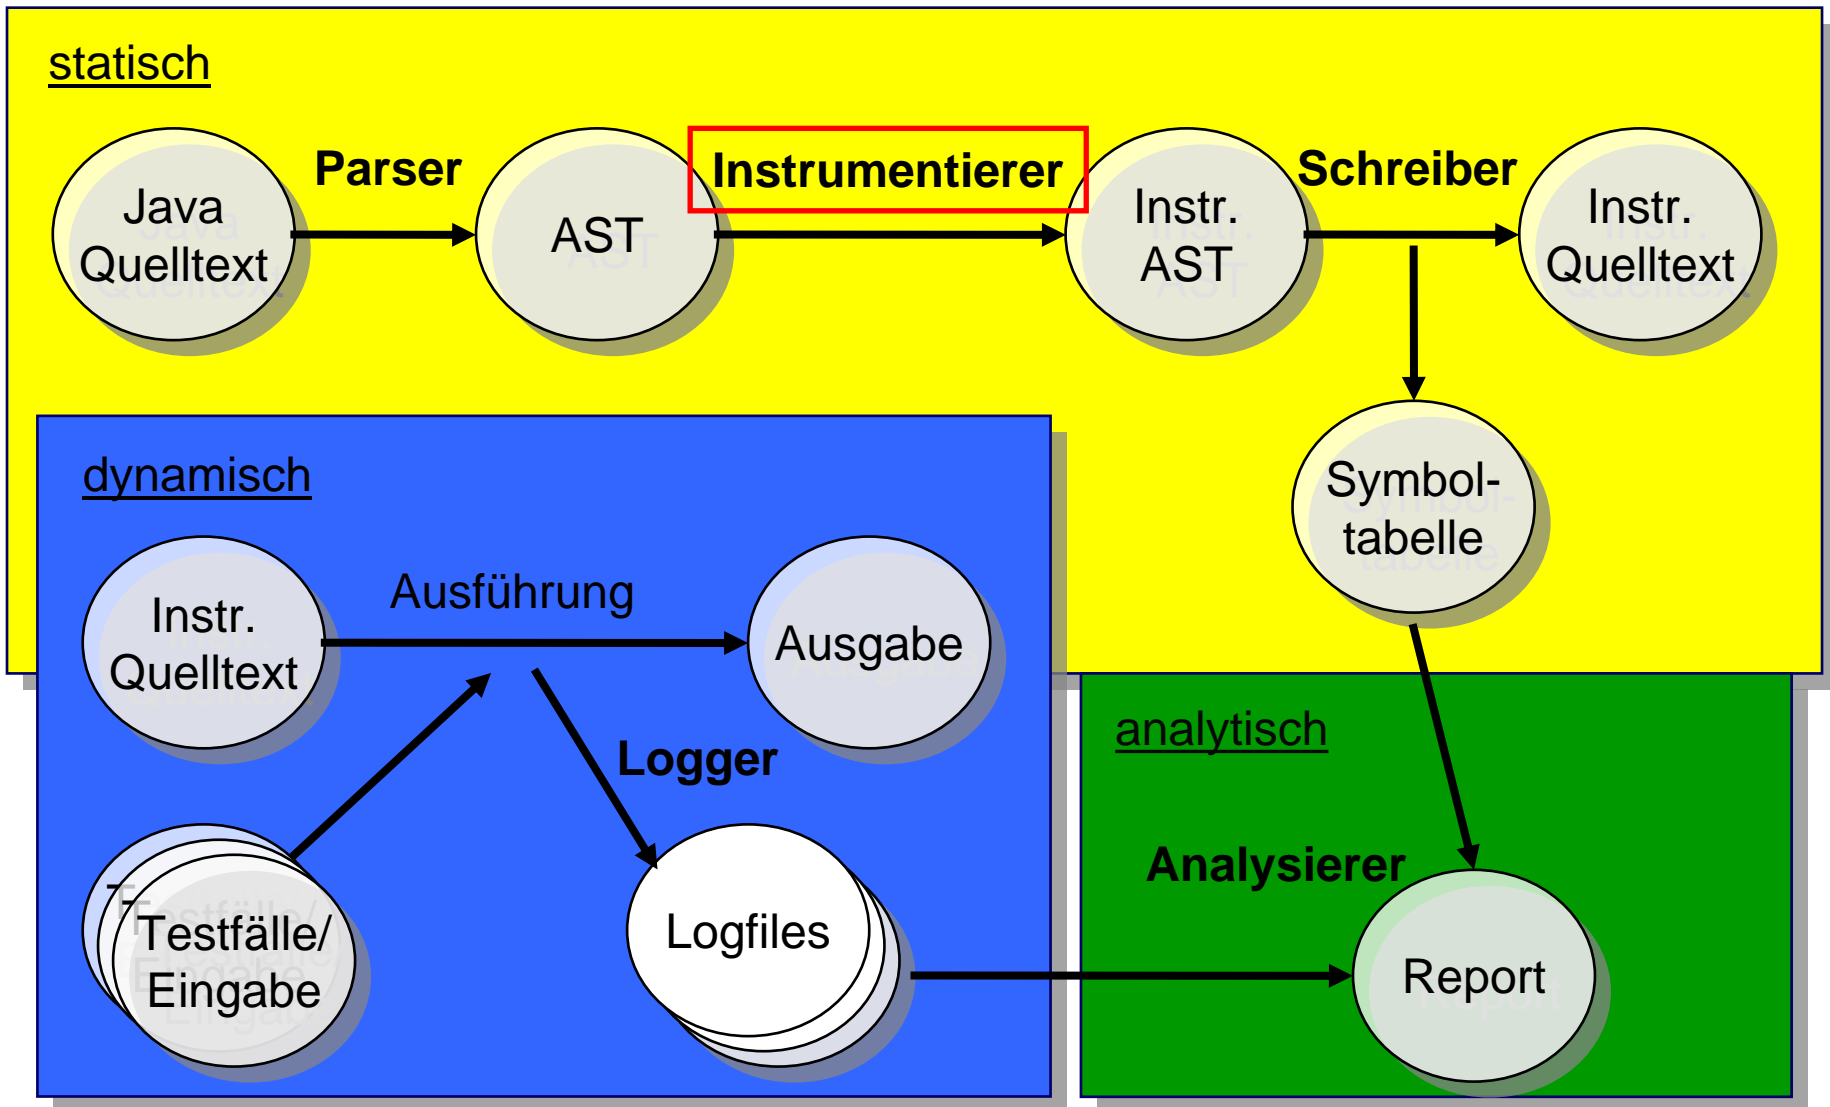 statisch
Parser
Instrumentierer
Schreiber
Java
Quelltext
AST
Instr.
AST
Instr.
Quelltext
Symbol-
tabelle
dynamisch
Instr.
Quelltext
Ausführung
Ausgabe
Logger
Testfälle/
Eingabe
Logfiles
analytisch
Analysierer
Report